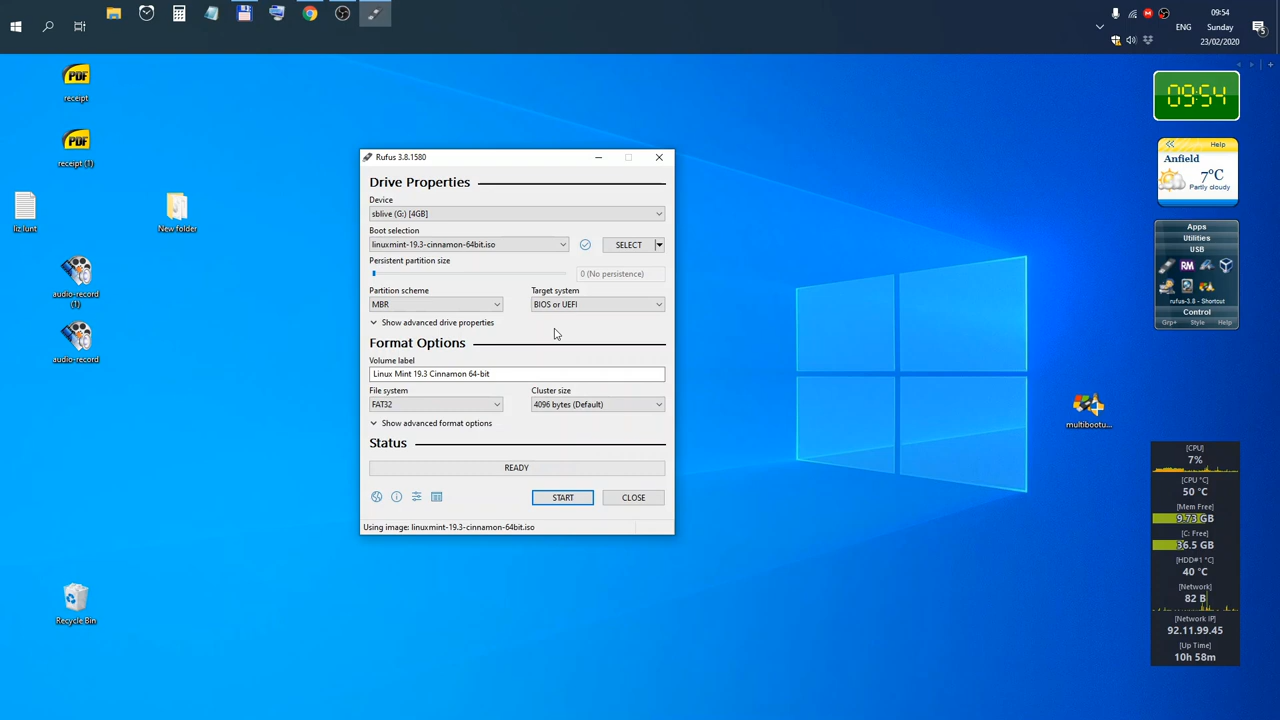 09:54
ENG
Sunday
23/02/2020
5
PDF
receipt
PDF
receipt (1)
liz lunt
New folder
audio-record
(1)
audio-record
Recycle Bin
Rufus 3.8.1580
Drive Properties
Device
sblive (G:) [4GB]
Boot selection
linuxmint-19.3-cinnamon-64bit.iso
SELECT
Persistent partition size
0 (No persistence)
Partition scheme
Target system
MBR
BIOS or UEFI
Show advanced drive properties
Format Options
Volume label
Linux Mint 19.3 Cinnamon 64-bit
File system
Cluster size
FAT32
4096 bytes (Default)
Show advanced format options
Status
READY
START
CLOSE
Using image: linuxmint-19.3-cinnamon-64bit.iso
multibootu...
09:54
Help
Anfield
7°C
Partly cloudy
Apps
Utilities
USB
RM
rufus-3.8 - Shortcut
Control
Grp+ Style Help
[CPU]
7%
[CPU °C]
50 °C
[Mem Free]
9.73 GB
[C: Free]
36.5 GB
[HDD#1 °C]
40 °C
[Network]
82 B
[Network IP]
92.11.99.45
[Up Time]
10h 58m